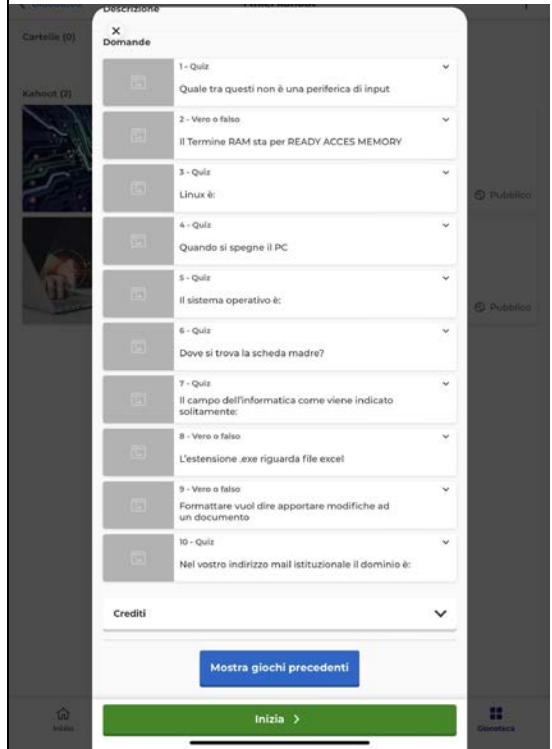 Descrizione
Domande
1 - Quiz
Quale tra questi non è una periferica di input
2 - Vero o falso
Il Termine RAM sta per READY ACCES MEMORY
3 - Quiz
Linux è:
4 - Quiz
Quando si spegne il PC
5 - Quiz
Il sistema operativo è:
6 - Quiz
Dove si trova la scheda madre?
7 - Quiz
Il campo dell'informatica come viene indicato
solitamente:
8 - Vero o falso
L'estensione .exe riguarda file excel
9 - Vero o falso
Formattare vuol dire apportare modifiche ad
un documento
10 - Quiz
Nel vostro indirizzo mail istituzionale il dominio è:
Crediti
Mostra giochi precedenti
Inizia >
Cartelle (0)
Kahoot (2)
Pubblico
Pubblico
Inizio
Giocoteca